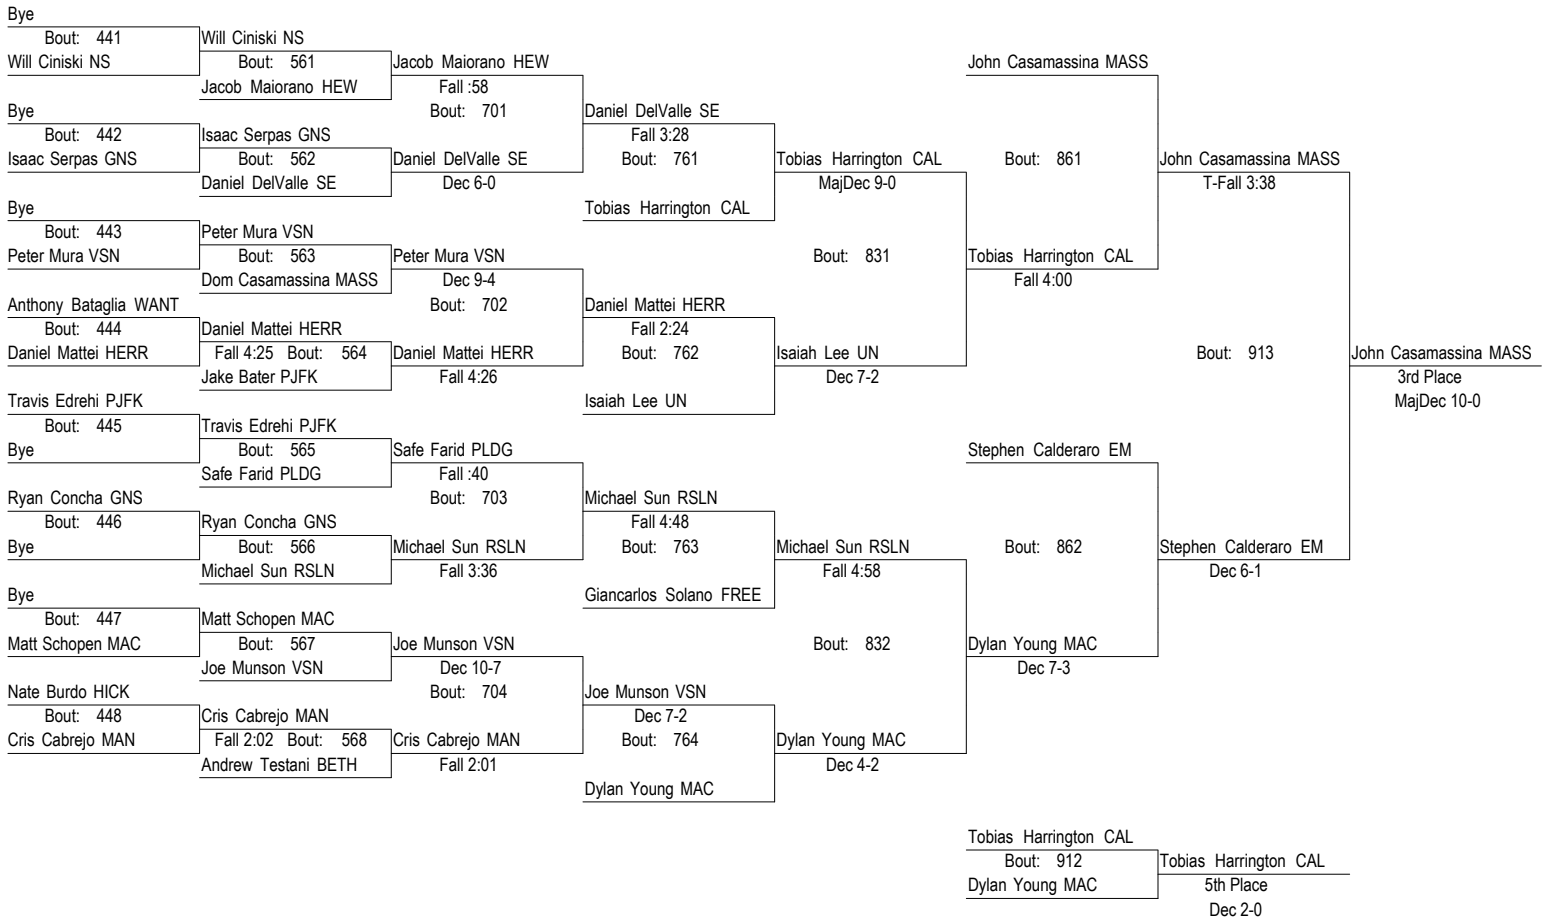 Bye
Bout: 441
Will Ciniski NS
Will Ciniski NS
Bout: 561
Jacob Maiorano HEW
Jacob Maiorano HEW
Fall :58
Bout: 701
Bye
Bout: 442
Isaac Serpas GNS
Isaac Serpas GNS
Bout: 562
Daniel DelValle SE
Daniel DelValle SE
Dec 6-0
Daniel DelValle SE
Fall 3:28
Bout: 761
Tobias Harrington CAL
Tobias Harrington CAL
MajDec 9-0
Bout: 831
Bye
Bout: 443
Peter Mura VSN
Peter Mura VSN
Bout: 563
Dom Casamassina MASS
Peter Mura VSN
Dec 9-4
Bout: 702
Anthony Bataglia WANT
Bout: 444
Daniel Mattei HERR
Daniel Mattei HERR
Fall 4:25 Bout: 564
Jake Bater PJFK
Daniel Mattei HERR
Fall 4:26
Daniel Mattei HERR
Fall 2:24
Bout: 762
Isaiah Lee UN
Isaiah Lee UN
Dec 7-2
John Casamassina MASS
Bout: 861
Tobias Harrington CAL
Fall 4:00
John Casamassina MASS
T-Fall 3:38
Bout: 913
John Casamassina MASS
3rd Place
MajDec 10-0
Travis Edrehi PJFK
Bout: 445
Bye
Travis Edrehi PJFK
Bout: 565
Safe Farid PLDG
Safe Farid PLDG
Fall :40
Bout: 703
Ryan Concha GNS
Bout: 446
Bye
Ryan Concha GNS
Bout: 566
Michael Sun RSLN
Michael Sun RSLN
Fall 3:36
Michael Sun RSLN
Fall 4:48
Bout: 763
Giancarlos Solano FREE
Michael Sun RSLN
Fall 4:58
Bout: 832
Bye
Bout: 447
Matt Schopen MAC
Matt Schopen MAC
Bout: 567
Joe Munson VSN
Joe Munson VSN
Dec 10-7
Bout: 704
Nate Burdo HICK
Bout: 448
Cris Cabrejo MAN
Cris Cabrejo MAN
Fall 2:02 Bout: 568
Andrew Testani BETH
Cris Cabrejo MAN
Fall 2:01
Joe Munson VSN
Dec 7-2
Bout: 764
Dylan Young MAC
Dylan Young MAC
Dec 4-2
Stephen Calderaro EM
Bout: 862
Dylan Young MAC
Dec 7-3
Stephen Calderaro EM
Dec 6-1
Tobias Harrington CAL
Bout: 912
Dylan Young MAC
Tobias Harrington CAL
5th Place
Dec 2-0